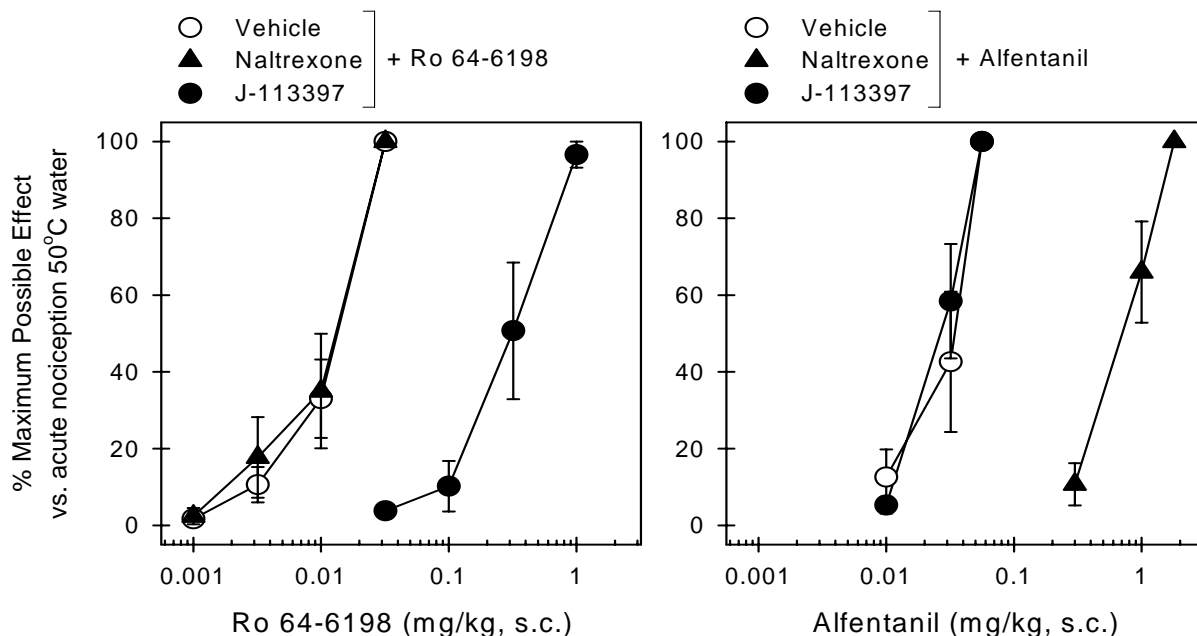 Vehicle
Naltrexone + Ro 64-6198
J-113397
Vehicle
Naltrexone + Alfentanil
J-113397
% Maximum Possible Effect
vs. acute nociception 50°C water
100
80
60
40
20
0
0.001 0.01 0.1 1
Ro 64-6198 (mg/kg, s.c.)
100
80
60
40
20
0
0.001 0.01 0.1 1
Alfentanil (mg/kg, s.c.)